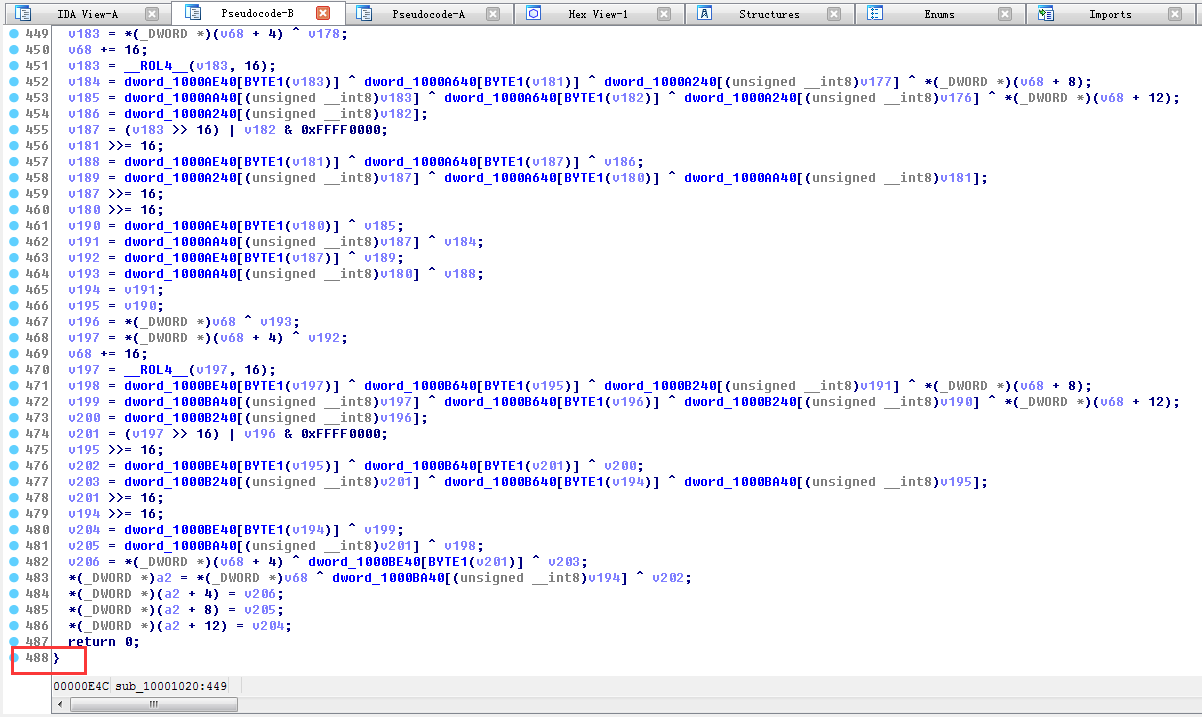 IDA View-A Pseudocode-B Pseudocode-A Hex View-1 Structures Enums Imports
449 v183 = *(_DWORD *)(v68 + 4) ^ v178;
450 v68 += 16;
451 v183 = __ROL4__(v183, 16);
452 v184 = dword_1000AE40[BYTE1(v183)] ^ dword_1000A640[BYTE1(v181)] ^ dword_1000A240[(unsigned __int8)v177] ^ *(_DWORD *)(v68 + 8);
453 v185 = dword_1000AA40[(unsigned __int8)v183] ^ dword_1000A640[BYTE1(v182)] ^ dword_1000A240[(unsigned __int8)v176] ^ *(_DWORD *)(v68 + 12);
454 v186 = dword_1000A240[(unsigned __int8)v182];
455 v187 = (v183 >> 16) | v182 & 0xFFFF0000;
456 v181 >>= 16;
457 v188 = dword_1000AE40[BYTE1(v181)] ^ dword_1000A640[BYTE1(v187)] ^ v186;
458 v189 = dword_1000A240[(unsigned __int8)v187] ^ dword_1000A640[BYTE1(v180)] ^ dword_1000AA40[(unsigned __int8)v181];
459 v187 >>= 16;
460 v180 >>= 16;
461 v190 = dword_1000AE40[BYTE1(v180)] ^ v185;
462 v191 = dword_1000AA40[(unsigned __int8)v187] ^ v184;
463 v192 = dword_1000AE40[BYTE1(v187)] ^ v189;
464 v193 = dword_1000AA40[(unsigned __int8)v180] ^ v188;
465 v194 = v191;
466 v195 = v190;
467 v196 = *(_DWORD *)v68 ^ v193;
468 v197 = *(_DWORD *)(v68 + 4) ^ v192;
469 v68 += 16;
470 v197 = __ROL4__(v197, 16);
471 v198 = dword_1000BE40[BYTE1(v197)] ^ dword_1000B640[BYTE1(v195)] ^ dword_1000B240[(unsigned __int8)v191] ^ *(_DWORD *)(v68 + 8);
472 v199 = dword_1000BA40[(unsigned __int8)v197] ^ dword_1000B640[BYTE1(v196)] ^ dword_1000B240[(unsigned __int8)v190] ^ *(_DWORD *)(v68 + 12);
473 v200 = dword_1000B240[(unsigned __int8)v196];
474 v201 = (v197 >> 16) | v196 & 0xFFFF0000;
475 v195 >>= 16;
476 v202 = dword_1000BE40[BYTE1(v195)] ^ dword_1000B640[BYTE1(v201)] ^ v200;
477 v203 = dword_1000B240[(unsigned __int8)v201] ^ dword_1000B640[BYTE1(v194)] ^ dword_1000BA40[(unsigned __int8)v195];
478 v201 >>= 16;
479 v194 >>= 16;
480 v204 = dword_1000BE40[BYTE1(v194)] ^ v199;
481 v205 = dword_1000BA40[(unsigned __int8)v201] ^ v198;
482 v206 = *(_DWORD *)(v68 + 4) ^ dword_1000BE40[BYTE1(v201)] ^ v203;
483 *(_DWORD *)a2 = *(_DWORD *)v68 ^ dword_1000BA40[(unsigned __int8)v194] ^ v202;
484 *(_DWORD *)(a2 + 4) = v206;
485 *(_DWORD *)(a2 + 8) = v205;
486 *(_DWORD *)(a2 + 12) = v204;
487 return 0;
488 }
00000E4C sub_10001020:449